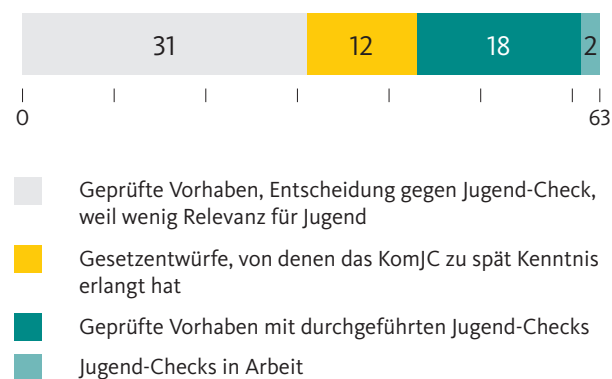 31 12 18 2
0 63
Geprüfte Vorhaben, Entscheidung gegen Jugend-Check,
weil wenig Relevanz für Jugend
Gesetzentwürfe, von denen das KomJC zu spät Kenntnis
erlangt hat
Geprüfte Vorhaben mit durchgeführten Jugend-Checks
Jugend-Checks in Arbeit